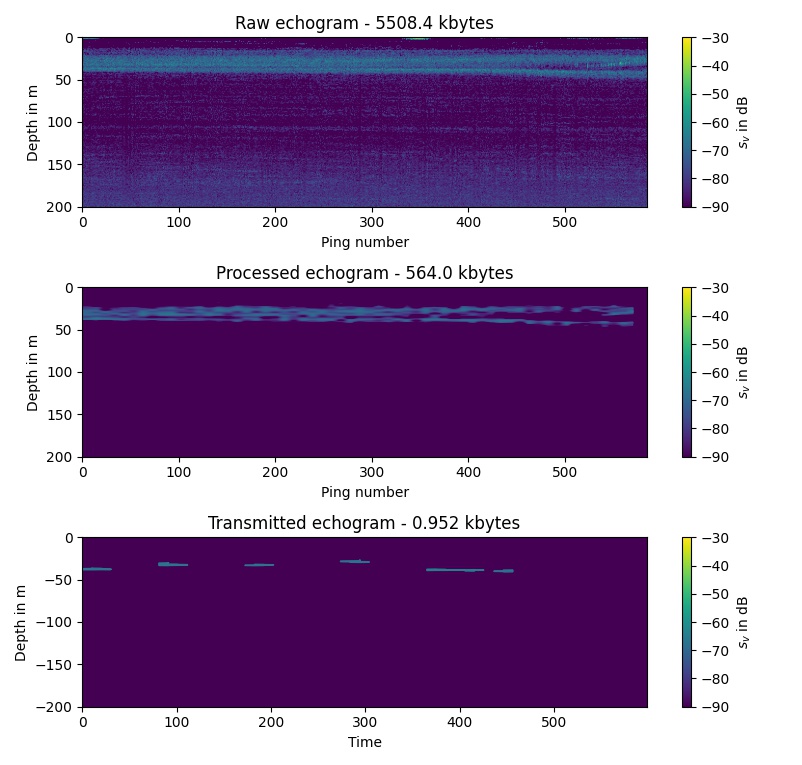 Raw echogram - 5508.4 kbytes
0
50
100
150
200
Depth in m
0 100 200 300 400 500
Ping number
−30
−40
−50
−60
−70
−80
−90
sv in dB
Processed echogram - 564.0 kbytes
0
50
100
150
200
Depth in m
0 100 200 300 400 500
Ping number
−30
−40
−50
−60
−70
−80
−90
sv in dB
Transmitted echogram - 0.952 kbytes
0
−50
−100
−150
−200
Depth in m
0 100 200 300 400 500
Time
−30
−40
−50
−60
−70
−80
−90
sv in dB